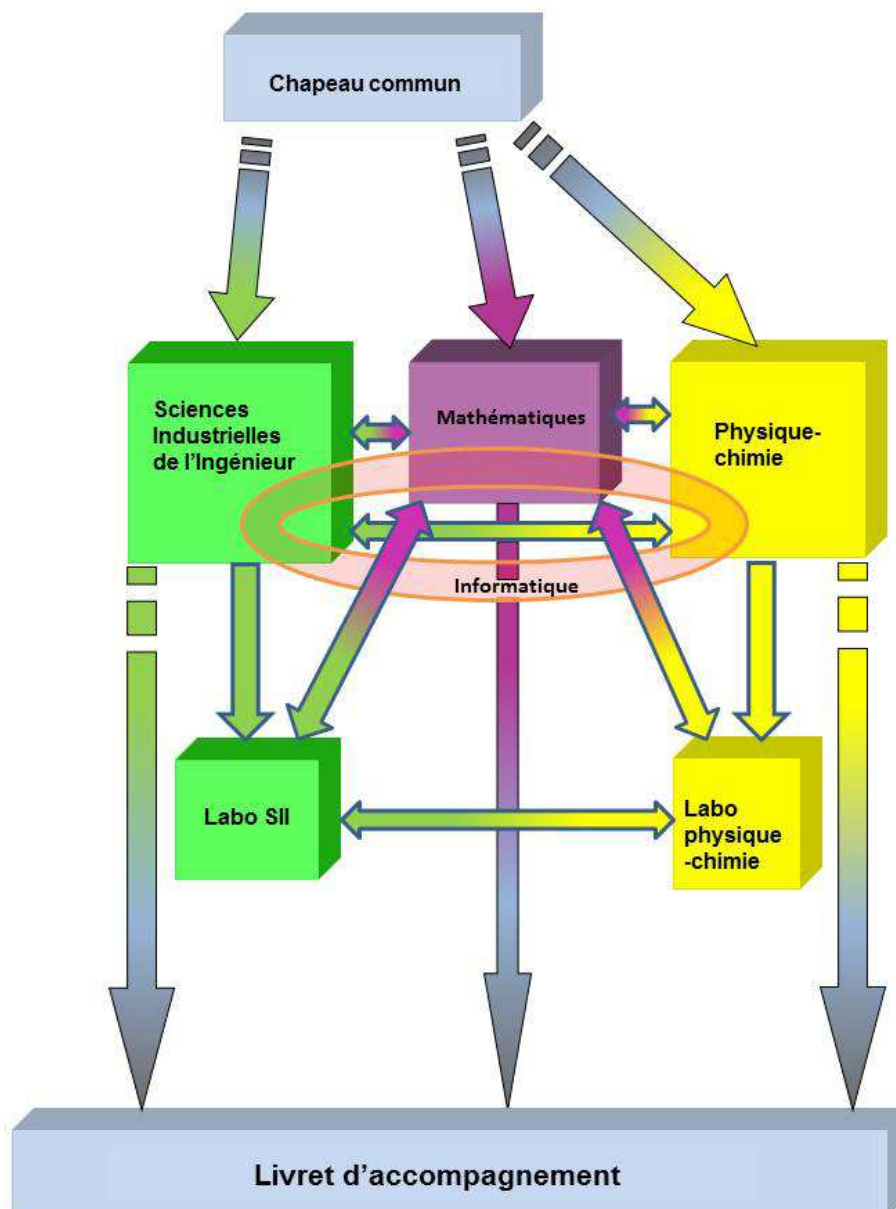 Chapeau commun
Sciences
Industrielles
de l'Ingénieur
Mathématiques
Physique-
chimie
Informatique
Labo SII
Labo
physique
-chimie
Livret d'accompagnement